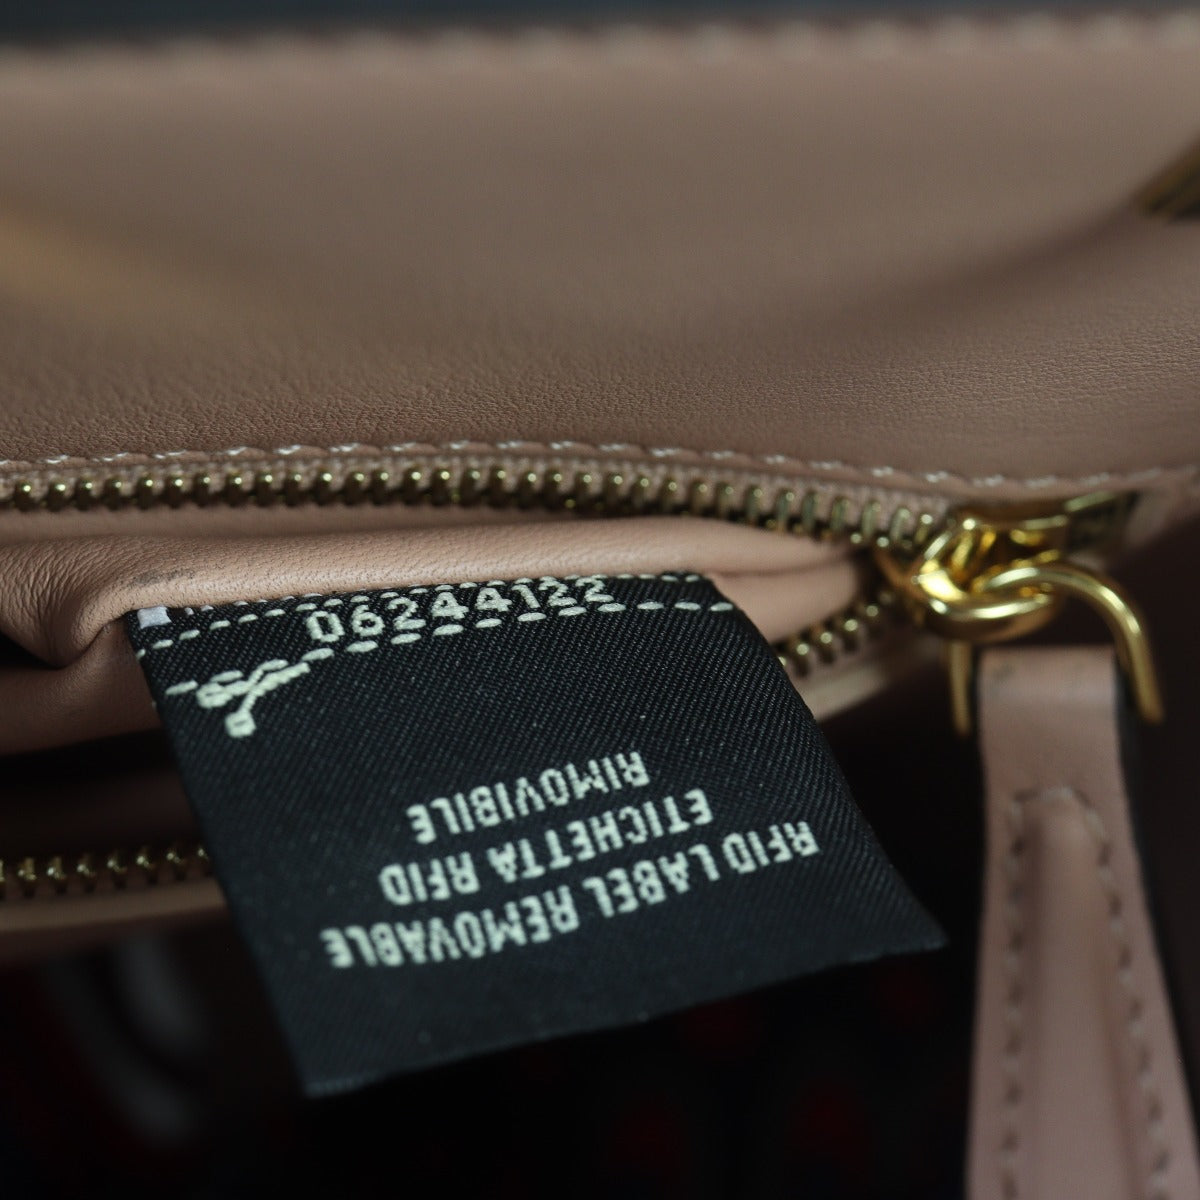 06244122
RFID LABEL REMOVABLE
ETICHETTA RFID
RIMOVIBILE